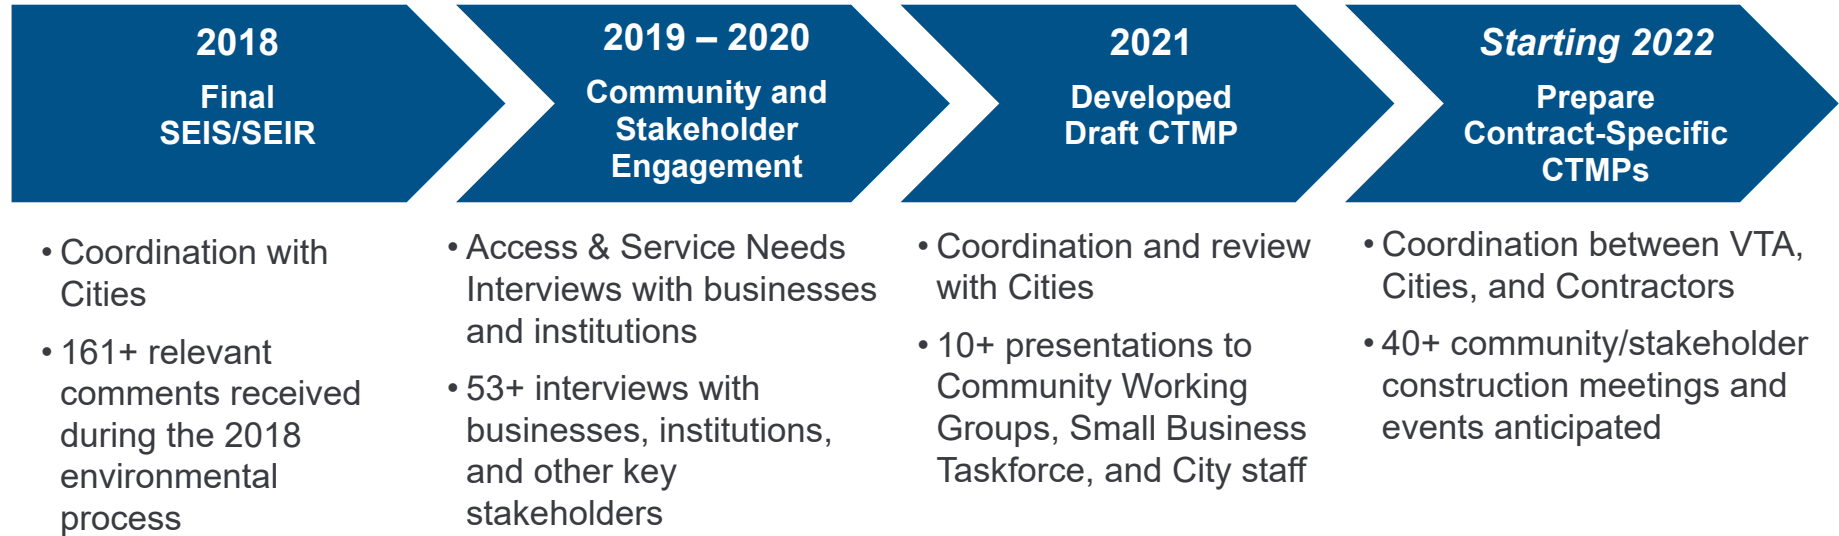 2018
Final
SEIS/SEIR
• Coordination with
Cities
• 161+ relevant
comments received
during the 2018
environmental
process
2019 – 2020
Community and
Stakeholder
Engagement
• Access & Service Needs
Interviews with businesses
and institutions
• 53+ interviews with
businesses, institutions,
and other key
stakeholders
2021
Developed
Draft CTMP
• Coordination and review
with Cities
• 10+ presentations to
Community Working
Groups, Small Business
Taskforce, and City staff
Starting 2022
Prepare
Contract-Specific
CTMPs
• Coordination between VTA,
Cities, and Contractors
• 40+ community/stakeholder
construction meetings and
events anticipated